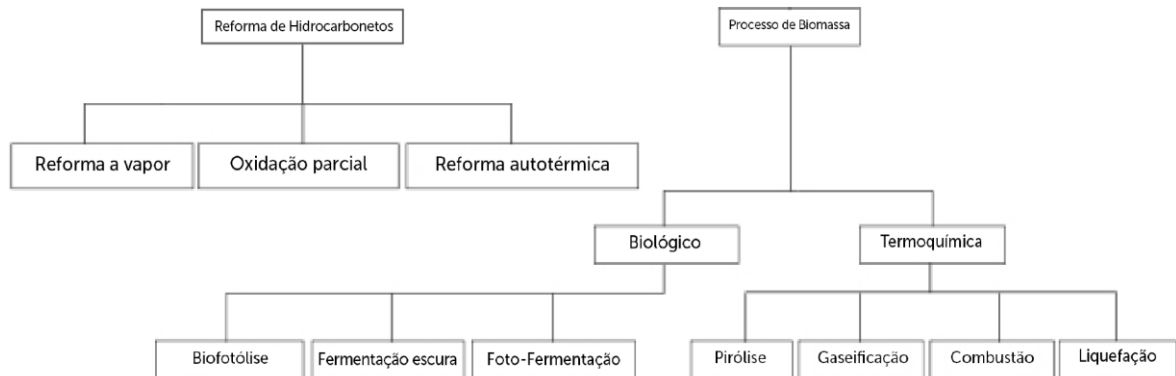 Reforma de Hidrocarbonetos
Processo de Biomassa
Reforma a vapor
Oxidação parcial
Reforma autotérmica
Biológico
Termoquímica
Biofotólise
Fermentação escura
Foto-Fermentação
Pirólise
Gaseificação
Combustão
Liquefação